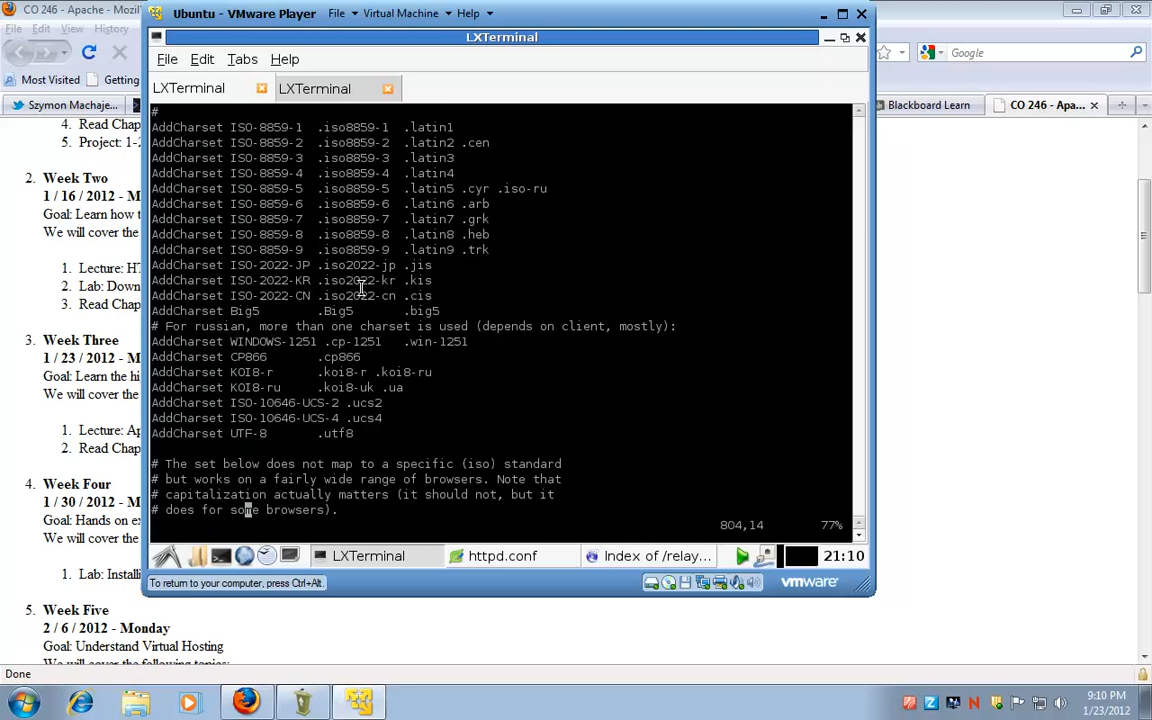 CO 246 - Apache - Mozil
File Edit View History
Most Visited Getting
Szymon Machaje...
Google
Blackboard Learn
CO 246 - Apa...
Ubuntu - VMware Player File Virtual Machine Help
LXTerminal
File Edit Tabs Help
LXTerminal
LXTerminal
#
AddCharset ISO-8859-1 .iso8859-1 .latin1
AddCharset ISO-8859-2 .iso8859-2 .latin2 .cen
AddCharset ISO-8859-3 .iso8859-3 .latin3
AddCharset ISO-8859-4 .iso8859-4 .latin4
AddCharset ISO-8859-5 .iso8859-5 .latin5 .cyr .iso-ru
AddCharset ISO-8859-6 .iso8859-6 .latin6 .arb
AddCharset ISO-8859-7 .iso8859-7 .latin7 .grk
AddCharset ISO-8859-8 .iso8859-8 .latin8 .heb
AddCharset ISO-8859-9 .iso8859-9 .latin9 .trk
AddCharset ISO-2022-JP .iso2022-jp .jis
AddCharset ISO-2022-KR .iso2022-kr .kis
AddCharset ISO-2022-CN .iso2022-cn .cis
AddCharset Big5 .Big5 .big5
# For russian, more than one charset is used (depends on client, mostly):
AddCharset WINDOWS-1251 .cp-1251 .win-1251
AddCharset CP866 .cp866
AddCharset KOI8-r .koi8-r .koi8-ru
AddCharset KOI8-ru .koi8-uk .ua
AddCharset ISO-10646-UCS-2 .ucs2
AddCharset ISO-10646-UCS-4 .ucs4
AddCharset UTF-8 .utf8
# The set below does not map to a specific (iso) standard
# but works on a fairly wide range of browsers. Note that
# capitalization actually matters (it should not, but it
# does for some browsers).
804,14 77%
LXTerminal
httpd.conf
Index of /relay...
21:10
To return to your computer, press Ctrl+Alt.
vmware
4. Read Chap
5. Project: 1-2
2. Week Two
1 / 16 / 2012 - M
Goal: Learn how t
We will cover the
1. Lecture: HT
2. Lab: Down
3. Read Chap
3. Week Three
1 / 23 / 2012 - M
Goal: Learn the hi
We will cover the
1. Lecture: Ap
2. Read Chap
4. Week Four
1 / 30 / 2012 - M
Goal: Hands on ex
We will cover the
1. Lab: Installi
5. Week Five
2 / 6 / 2012 - Monday
Goal: Understand Virtual Hosting
We will cover the following topics:
Done
9:10 PM
1/23/2012